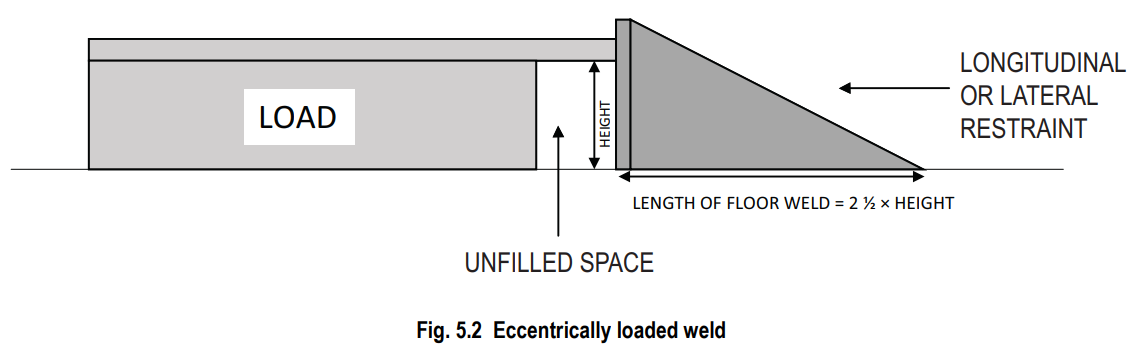 LOAD
HEIGHT
LONGITUDINAL
OR LATERAL
RESTRAINT
LENGTH OF FLOOR WELD = 2 ½ × HEIGHT
UNFILLED SPACE
Fig. 5.2 Eccentrically loaded weld